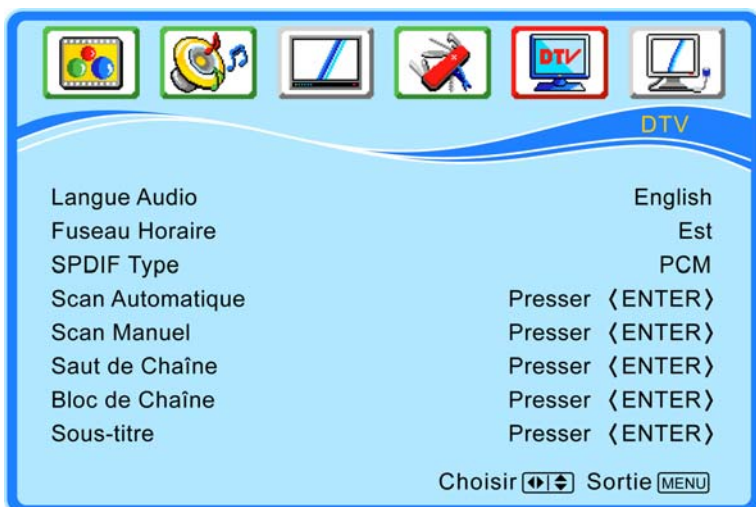 DTV
DTV
Langue Audio English
Fuseau Horaire Est
SPDIF Type PCM
Scan Automatique Presser 〈ENTER〉
Scan Manuel Presser 〈ENTER〉
Saut de Chaîne Presser 〈ENTER〉
Bloc de Chaîne Presser 〈ENTER〉
Sous-titre Presser 〈ENTER〉
Choisir Sortie MENU